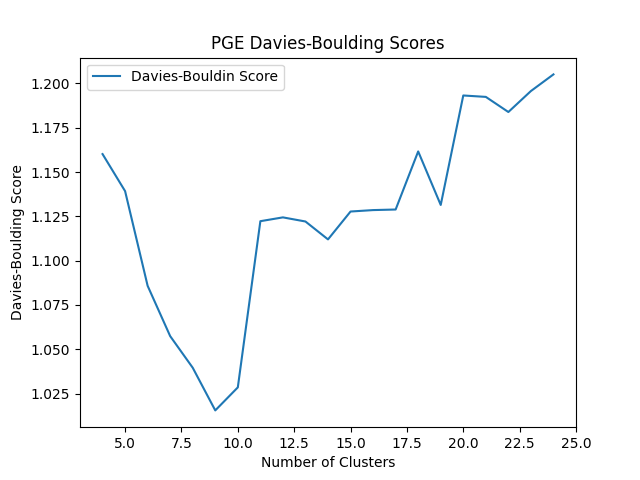 PGE Davies-Boulding Scores
Davies-Bouldin Score
Davies-Boulding Score
1.200
1.175
1.150
1.125
1.100
1.075
1.050
1.025
5.0 7.5 10.0 12.5 15.0 17.5 20.0 22.5 25.0
Number of Clusters